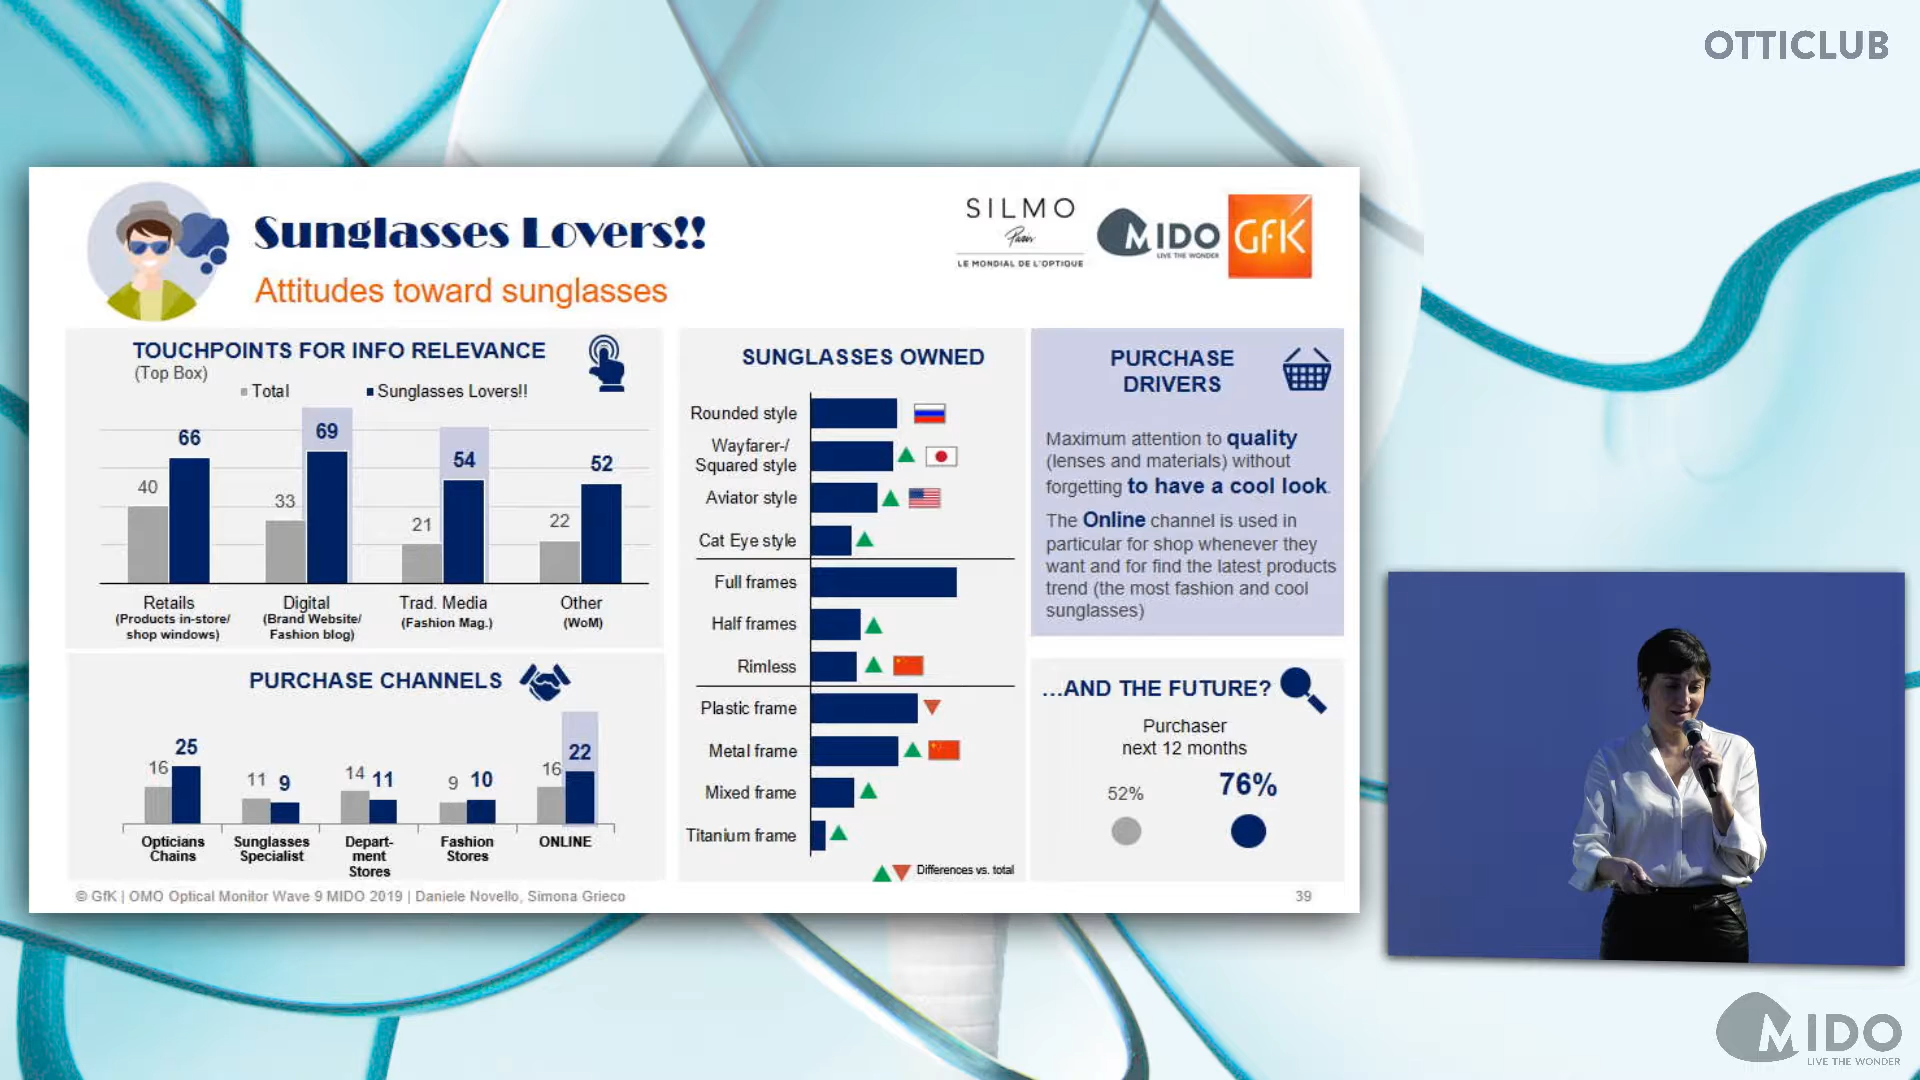 OTTICLUB
Sunglasses Lovers!!
Attitudes toward sunglasses
SILMO
Paris
LE MONDIAL DE L'OPTIQUE
MIDO
LIVE THE WONDER
GFK
TOUCHPOINTS FOR INFO RELEVANCE
(Top Box)
Total
Sunglasses Lovers!!
40
66
33
69
21
54
22
52
Retails
(Products in-store/
shop windows)
Digital
(Brand Website/
Fashion blog)
Trad. Media
(Fashion Mag.)
Other
(WoM)
PURCHASE CHANNELS
16
25
11
9
14
11
9
10
16
22
Opticians
Chains
Sunglasses
Specialist
Depart-
ment
Stores
Fashion
Stores
ONLINE
SUNGLASSES OWNED
Rounded style
Wayfarer-/
Squared style
Aviator style
Cat Eye style
Full frames
Half frames
Rimless
Plastic frame
Metal frame
Mixed frame
Titanium frame
Differences vs. total
PURCHASE
DRIVERS
Maximum attention to quality
(lenses and materials) without
forgetting to have a cool look.
The Online channel is used in
particular for shop whenever they
want and for find the latest products
trend (the most fashion and cool
sunglasses)
...AND THE FUTURE?
Purchaser
next 12 months
52%
76%
© GfK | OMO Optical Monitor Wave 9 MIDO 2019 | Daniele Novello, Simona Grieco
39
MIDO
LIVE THE WONDER